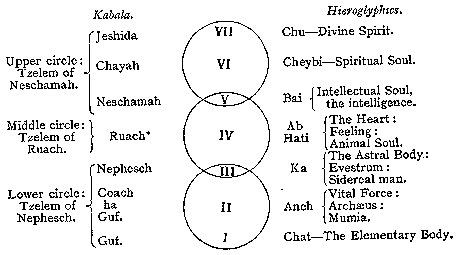 Kabala.
Hieroglyphics.
Jeshida
VII
Chu—Divine Spirit.
Upper circle:
Tzelem of
Neschamah.
Chayah
VI
Cheybi—Spiritual Soul.
Neschamah
V
Bai
Intellectual Soul,
the intelligence.
Middle circle:
Tzelem of
Ruach.
Ruach*
IV
Ab
Hati
The Heart:
Feeling:
Animal Soul.
Nephesch
III
Ka
The Astral Body:
Evestrum:
Sidereal man.
Lower circle:
Tzelem of
Nephesch.
Coach
ha
Guf.
II
Anch
Vital Force:
Archæus:
Mumia.
Guf.
I
Chat—The Elementary Body.